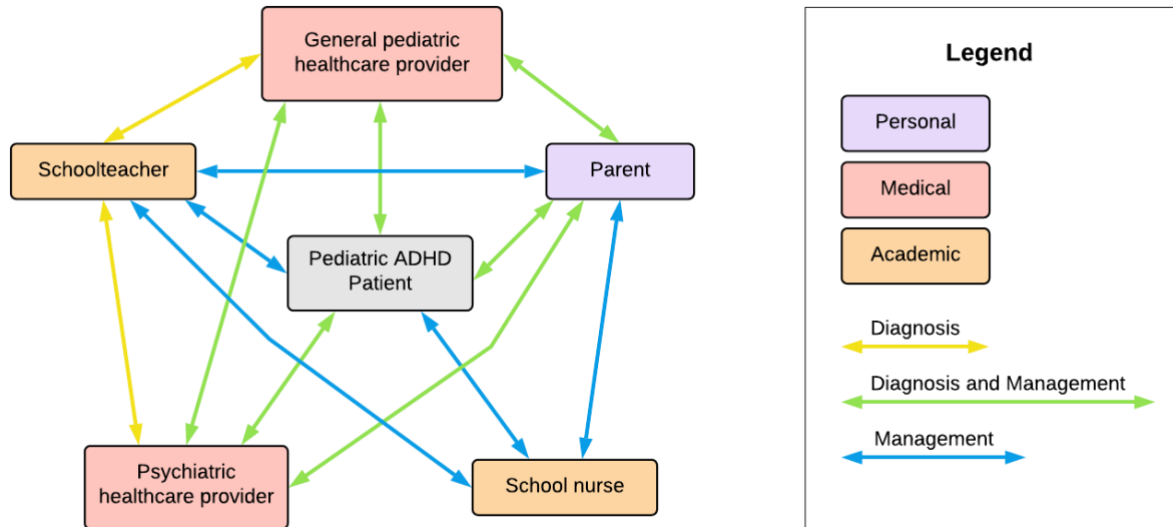 General pediatric
healthcare provider
Schoolteacher
Parent
Pediatric ADHD
Patient
Psychiatric
healthcare provider
School nurse
Legend
Personal
Medical
Academic
Diagnosis
Diagnosis and Management
Management